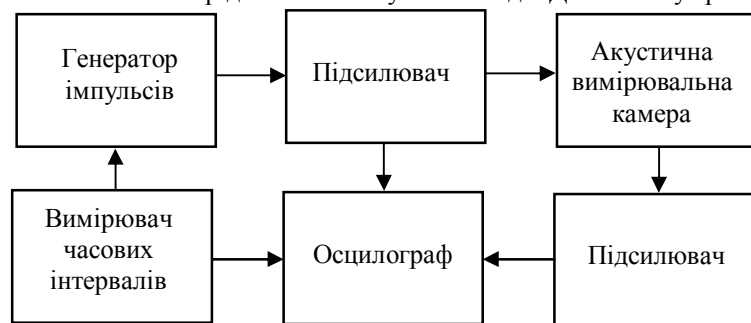 Генератор
імпульсів
Підсилювач
Акустична
вимірювальна
камера
Вимірювач
часових
інтервалів
Осцилограф
Підсилювач